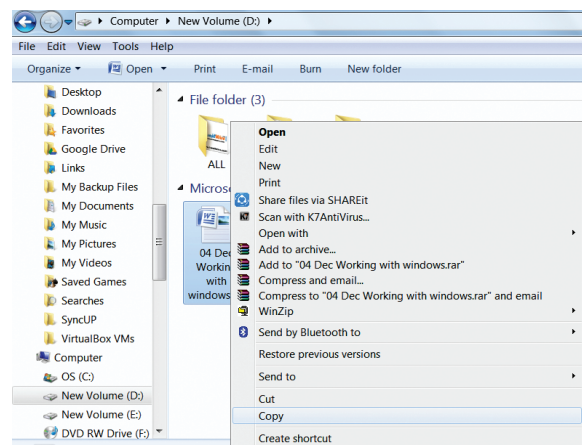 Computer ▸ New Volume (D:) ▸
File Edit View Tools Help
Organize Open Print E-mail Burn New folder
Desktop
Downloads
Favorites
Google Drive
Links
My Backup Files
My Documents
My Music
My Pictures
My Videos
Saved Games
Searches
SyncUP
VirtualBox VMs
Computer
OS (C:)
New Volume (D:)
New Volume (E:)
DVD RW Drive (F:)
File folder (3)
ALL
Micros
04 Dec
Workin
with
windows
Open
Edit
New
Print
Share files via SHAREit
K7 Scan with K7AntiVirus...
Open with
Add to archive...
Add to "04 Dec Working with windows.rar"
Compress and email...
Compress to "04 Dec Working with windows.rar" and email
WinZip
Send by Bluetooth to
Restore previous versions
Send to
Cut
Copy
Create shortcut